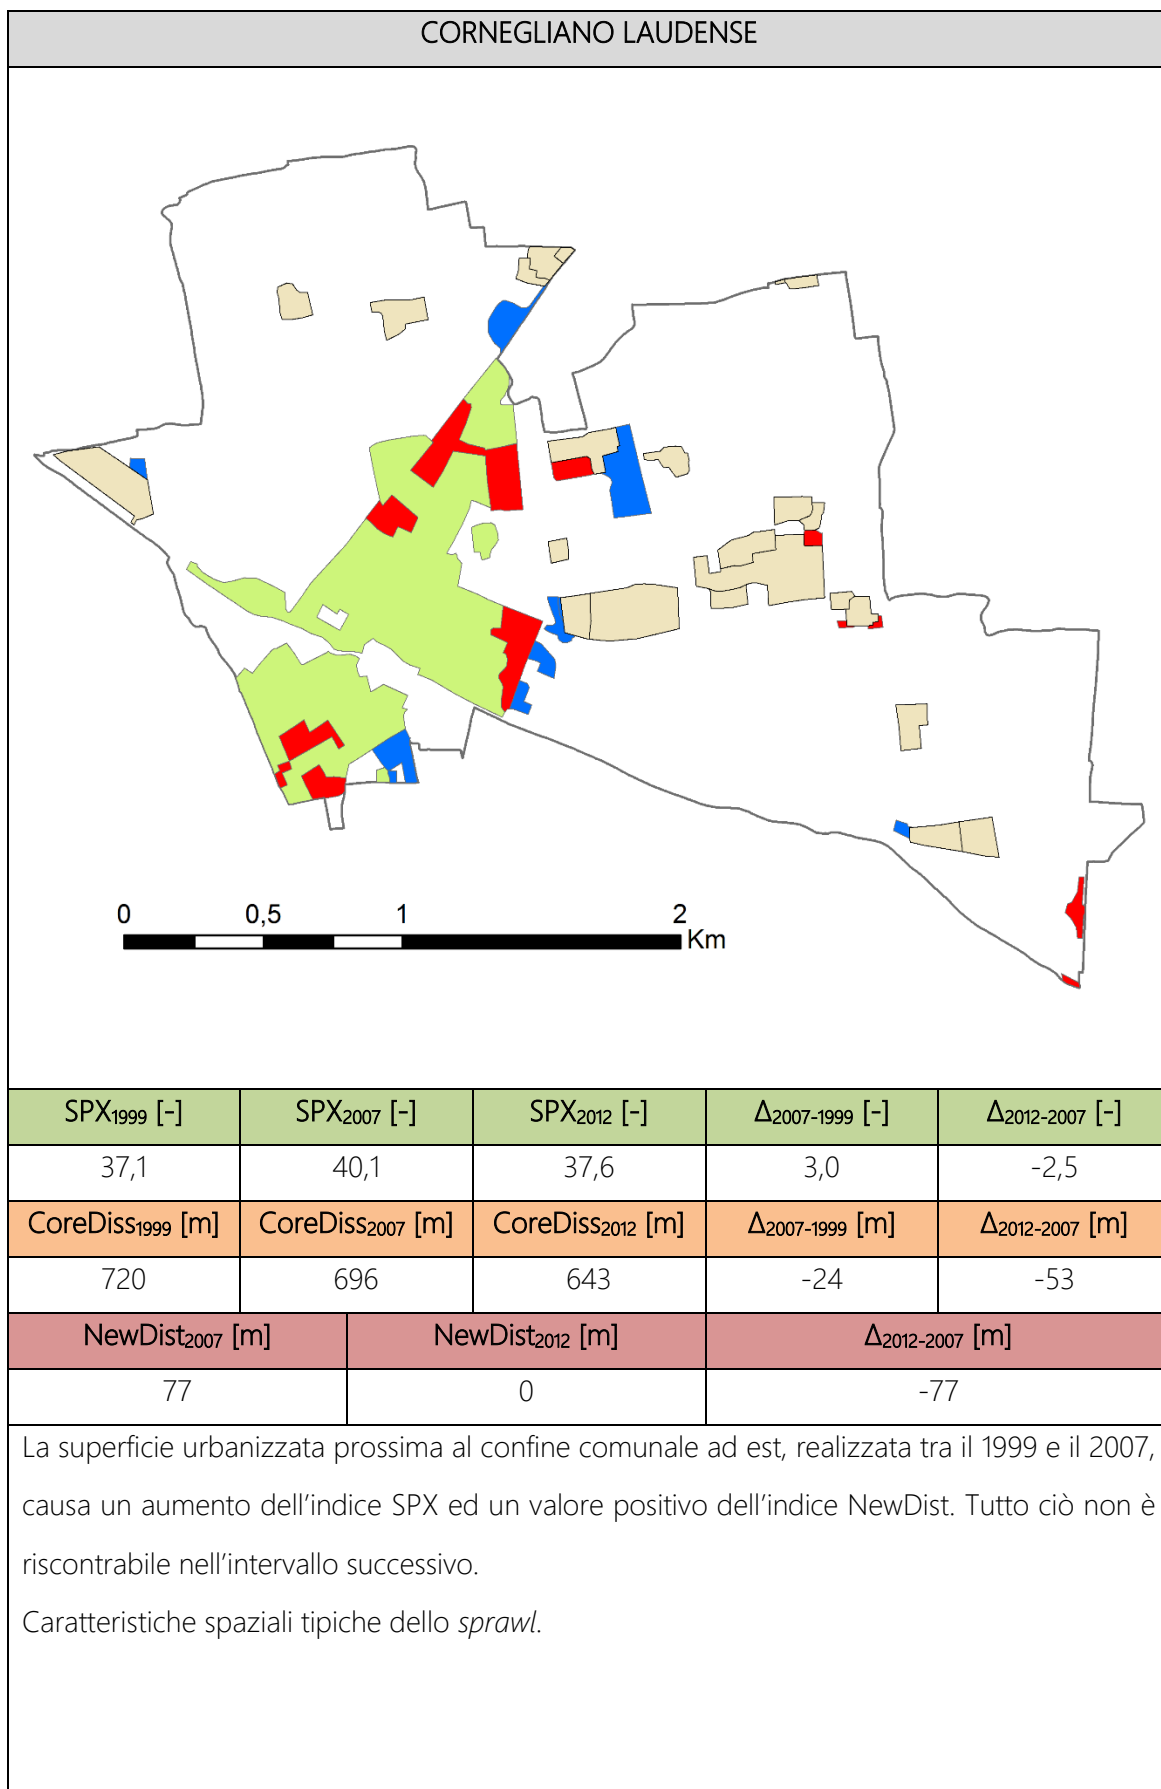 CORNEGLIANO LAUDENSE
0 0,5 1 2
Km
SPX1999 [-] SPX2007 [-] SPX2012 [-] Δ2007-1999 [-] Δ2012-2007 [-]
37,1 40,1 37,6 3,0 -2,5
CoreDiss1999 [m] CoreDiss2007 [m] CoreDiss2012 [m] Δ2007-1999 [m] Δ2012-2007 [m]
720 696 643 -24 -53
NewDist2007 [m] NewDist2012 [m] Δ2012-2007 [m]
77 0 -77
La superficie urbanizzata prossima al confine comunale ad est, realizzata tra il 1999 e il 2007,
causa un aumento dell'indice SPX ed un valore positivo dell'indice NewDist. Tutto ciò non è
riscontrabile nell'intervallo successivo.
Caratteristiche spaziali tipiche dello sprawl.